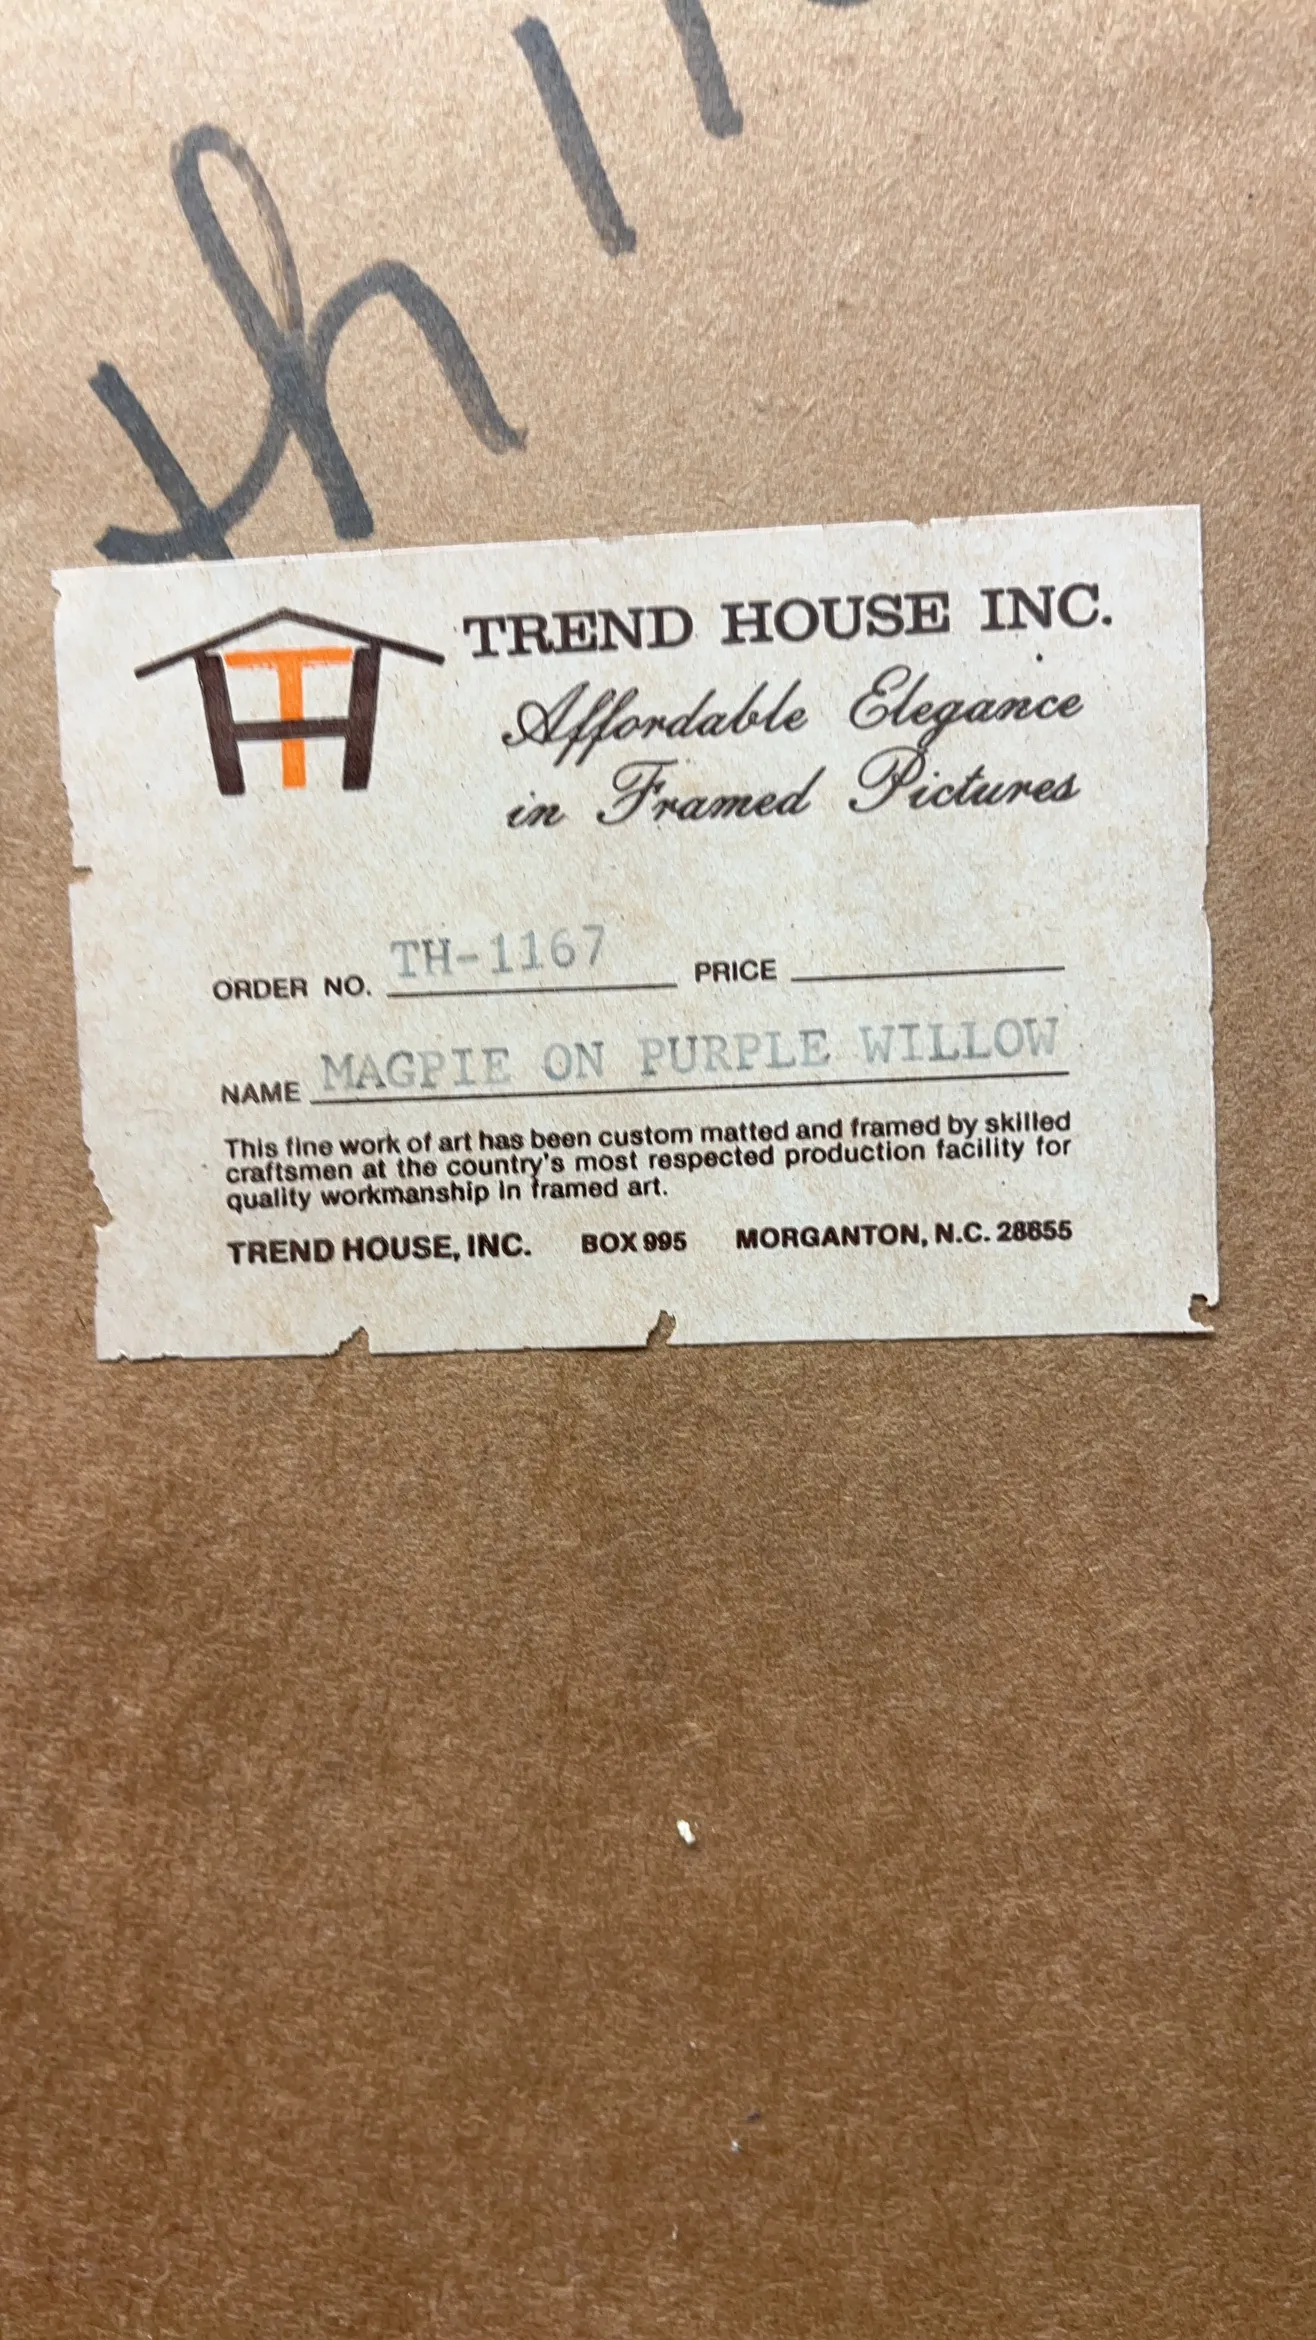 th 11
TREND HOUSE INC.
Affordable Elegance
in Framed Pictures
ORDER NO. TH-1167 PRICE
NAME MAGPIE ON PURPLE WILLOW
This fine work of art has been custom matted and framed by skilled
craftsmen at the country's most respected production facility for
quality workmanship in framed art.
TREND HOUSE, INC. BOX 995 MORGANTON, N.C. 28655